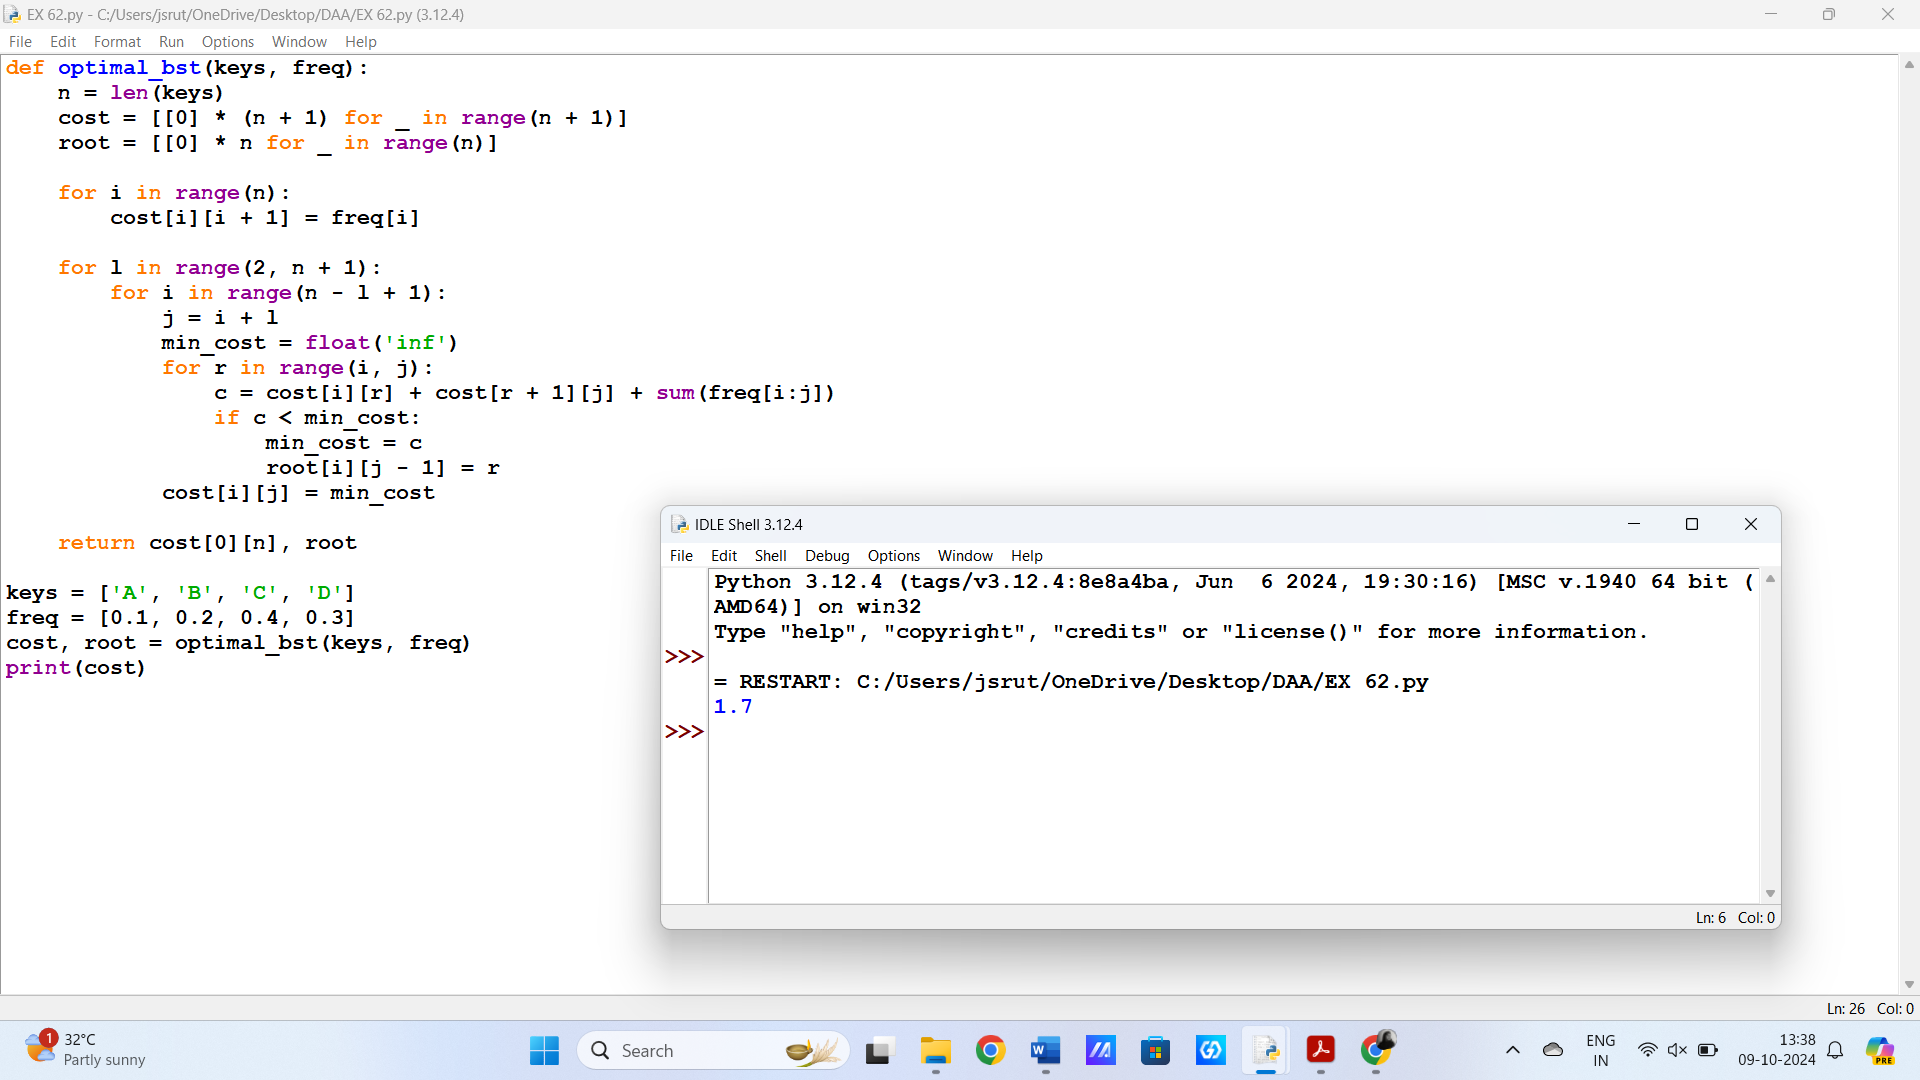 EX 62.py - C:/Users/jsrut/OneDrive/Desktop/DAA/EX 62.py (3.12.4)
File Edit Format Run Options Window Help
def optimal_bst(keys, freq):
    n = len(keys)
    cost = [[0] * (n + 1) for _ in range(n + 1)]
    root = [[0] * n for _ in range(n)]

    for i in range(n):
        cost[i][i + 1] = freq[i]

    for l in range(2, n + 1):
        for i in range(n - l + 1):
            j = i + l
            min_cost = float('inf')
            for r in range(i, j):
                c = cost[i][r] + cost[r + 1][j] + sum(freq[i:j])
                if c < min_cost:
                    min_cost = c
                    root[i][j - 1] = r
            cost[i][j] = min_cost

    return cost[0][n], root

keys = ['A', 'B', 'C', 'D']
freq = [0.1, 0.2, 0.4, 0.3]
cost, root = optimal_bst(keys, freq)
print(cost)
IDLE Shell 3.12.4
File Edit Shell Debug Options Window Help
Python 3.12.4 (tags/v3.12.4:8e8a4ba, Jun  6 2024, 19:30:16) [MSC v.1940 64 bit (
AMD64)] on win32
Type "help", "copyright", "credits" or "license()" for more information.
>>>
= RESTART: C:/Users/jsrut/OneDrive/Desktop/DAA/EX 62.py
1.7
>>>
Ln: 6 Col: 0
Ln: 26 Col: 0
1
32°C
Partly sunny
Search
W
PRE
ENG
IN
13:38
09-10-2024